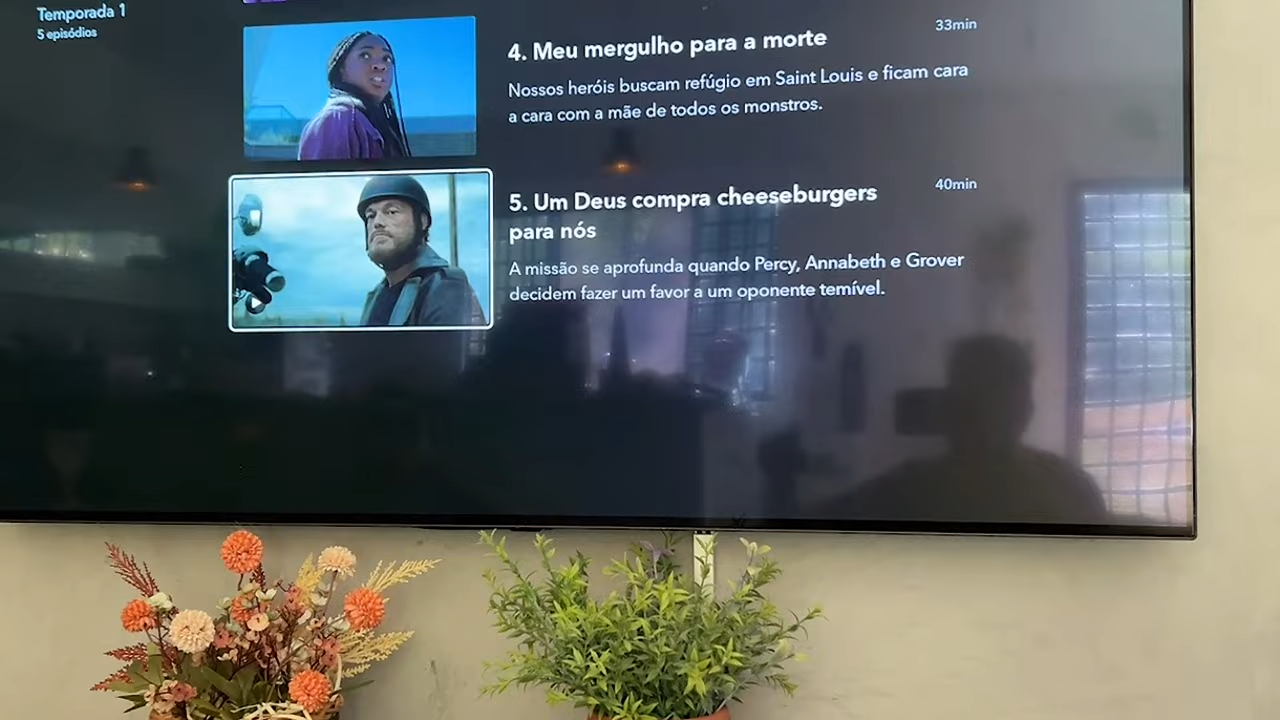 Temporada 1
5 episódios
4. Meu mergulho para a morte
33min
Nossos heróis buscam refúgio em Saint Louis e ficam cara
a cara com a mãe de todos os monstros.
5. Um Deus compra cheeseburgers
para nós
40min
A missão se aprofunda quando Percy, Annabeth e Grover
decidem fazer um favor a um oponente temível.